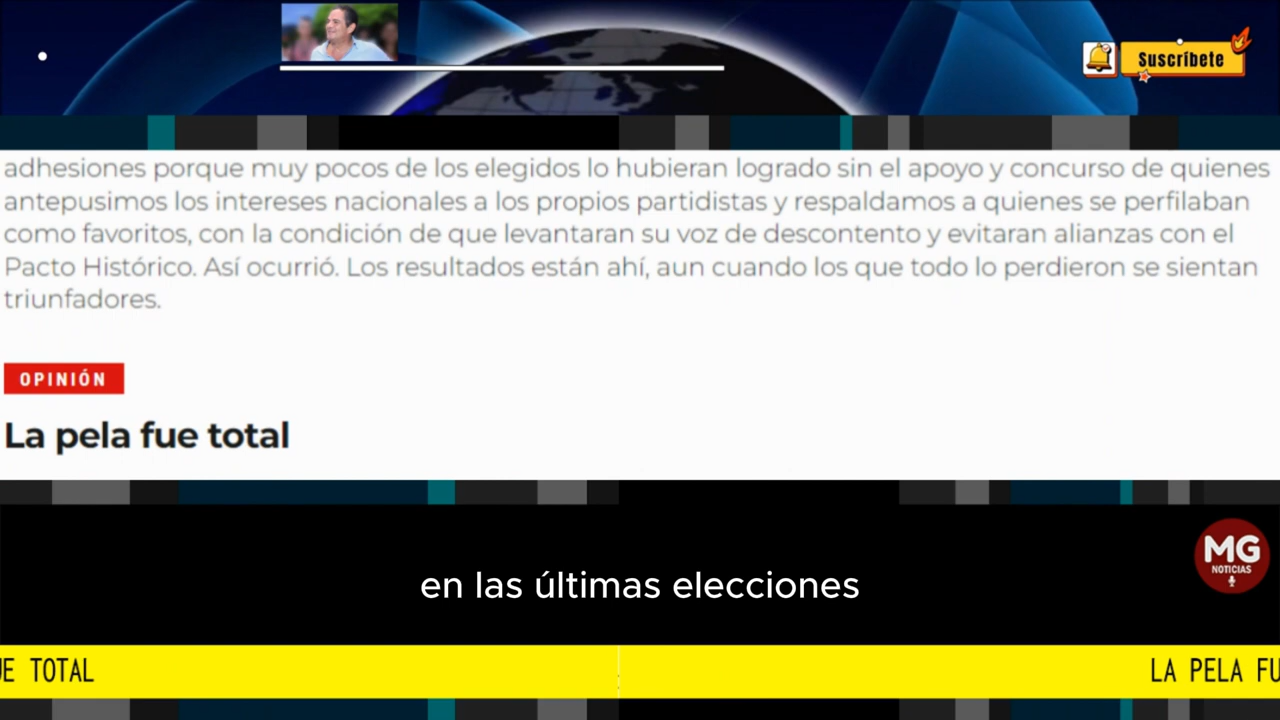 Suscríbete
adhesiones porque muy pocos de los elegidos lo hubieran logrado sin el apoyo y concurso de quienes
antepusimos los intereses nacionales a los propios partidistas y respaldamos a quienes se perfilaban
como favoritos, con la condición de que levantaran su voz de descontento y evitaran alianzas con el
Pacto Histórico. Así ocurrió. Los resultados están ahí, aun cuando los que todo lo perdieron se sientan
triunfadores.
OPINIÓN
La pela fue total
MG
NOTICIAS
en las últimas elecciones
UE TOTAL
LA PELA FU